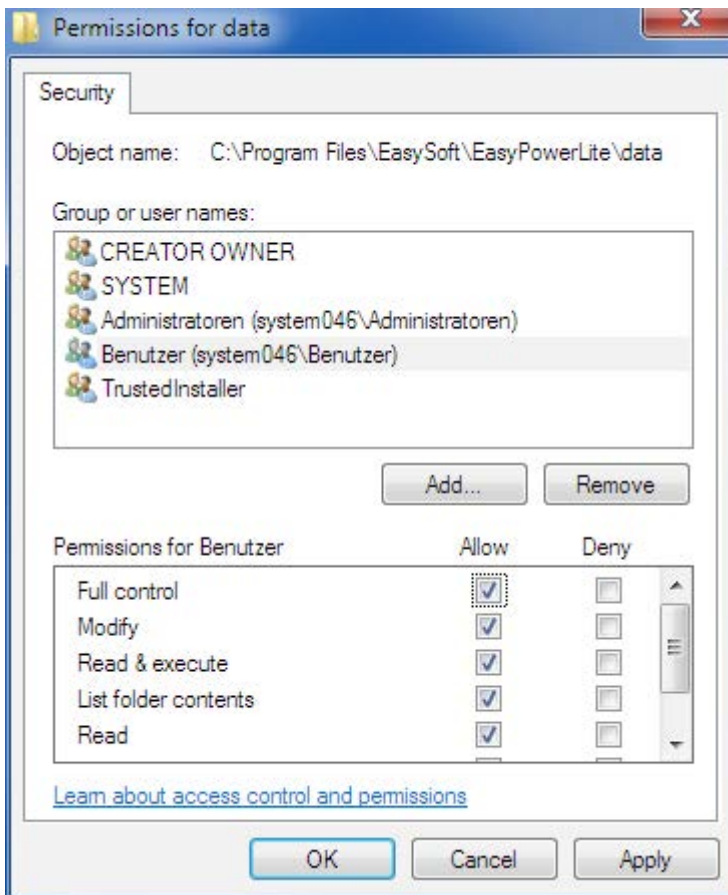 Permissions for data
Security
Object name: C:\Program Files\EasySoft\EasyPowerLite\data
Group or user names:
CREATOR OWNER
SYSTEM
Administratoren (system046\Administratoren)
Benutzer (system046\Benutzer)
TrustedInstaller
Add... Remove
Permissions for Benutzer Allow Deny
Full control
Modify
Read & execute
List folder contents
Read
Learn about access control and permissions
OK Cancel Apply